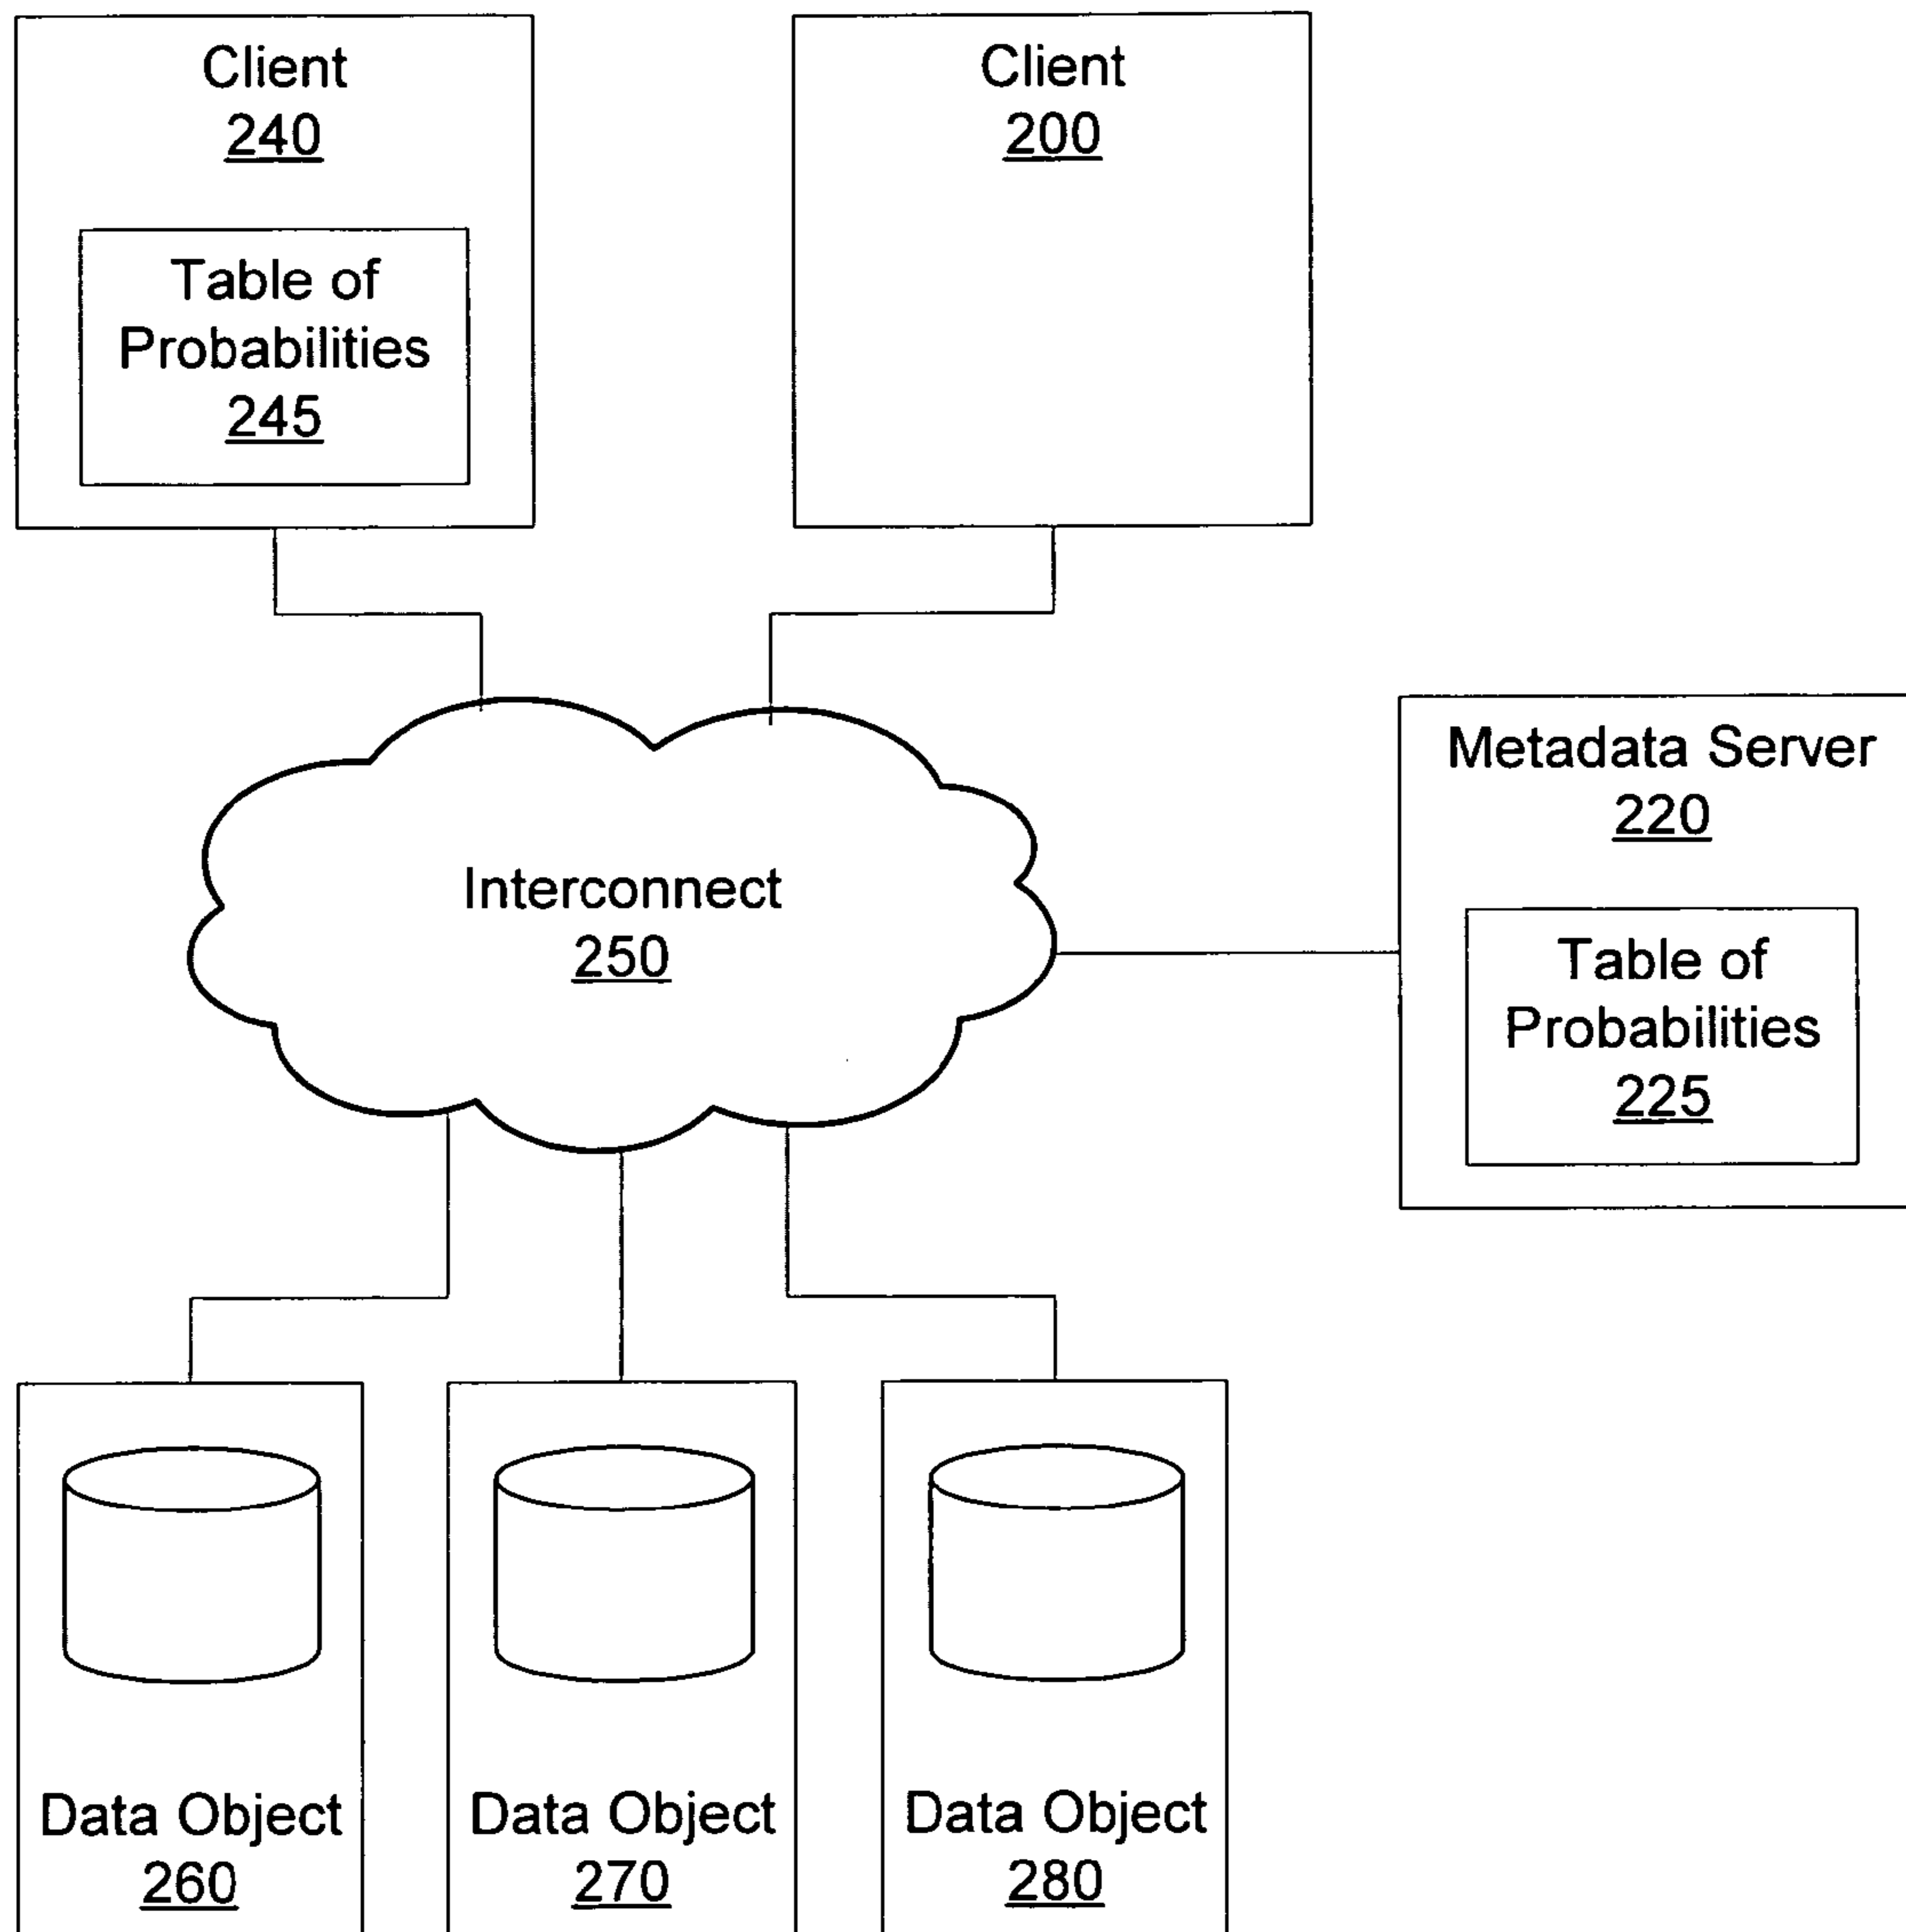 Client
240
Table of
Probabilities
245
Client
200
Metadata Server
220
Table of
Probabilities
225
Interconnect
250
Data Object
260
Data Object
270
Data Object
280